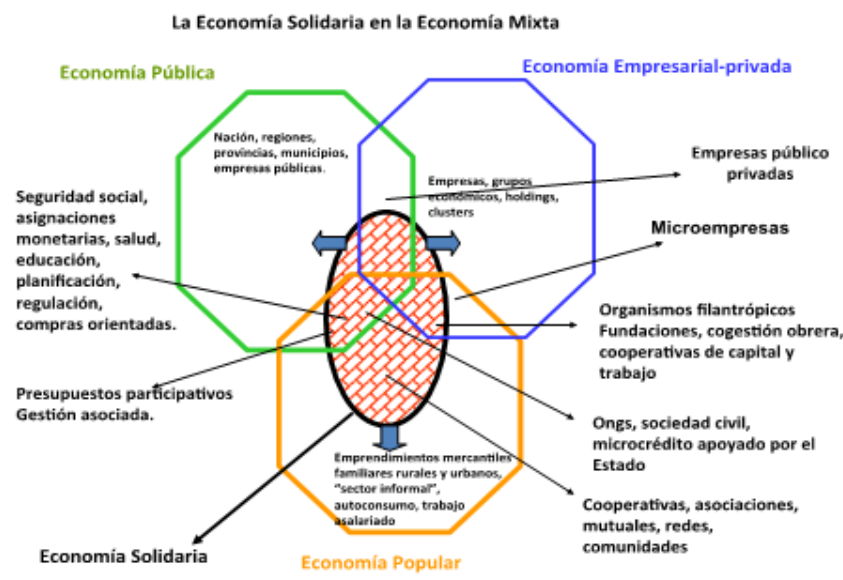 La Economía Solidaria en la Economía Mixta
Economía Pública
Economía Empresarial-privada
Nación, regiones,
provincias, municipios,
empresas públicas.
Empresas, grupos
económicos, holdings,
clusters
Empresas público
privadas
Seguridad social,
asignaciones
monetarias, salud,
educación,
planificación,
regulación,
compras orientadas.
Microempresas
Organismos filantrópicos
Fundaciones, cogestión obrera,
cooperativas de capital y
trabajo
Presupuestos participativos
Gestión asociada.
Ongs, sociedad civil,
microcrédito apoyado por el
Estado
Emprendimientos mercantiles
familiares rurales y urbanos,
"sector informal",
autoconsumo, trabajo
asalariado
Cooperativas, asociaciones,
mutuales, redes,
comunidades
Economía Solidaria
Economía Popular